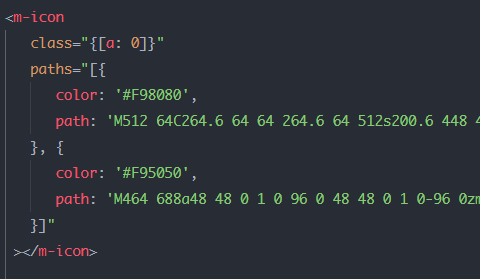 <m-icon
class="{[a: 0]}"
paths="[{
color: '#F98080',
path: 'M512 64C264.6 64 64 264.6 64 512s200.6 448 4
}, {
color: '#F95050',
path: 'M464 688a48 48 0 1 0 96 0 48 48 0 1 0-96 0zm
}]"
></m-icon>